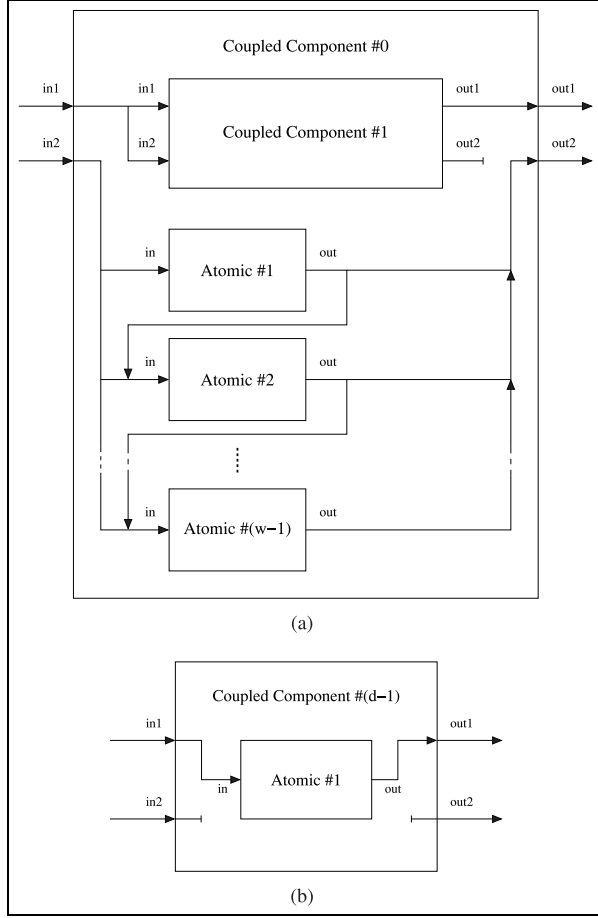 Coupled Component #0
in1
in1
out1
out1
Coupled Component #1
in2
in2
out2
out2
in
out
Atomic #1
in
out
Atomic #2
in
out
Atomic #(w−1)
(a)
Coupled Component #(d−1)
in1
out1
Atomic #1
in
out
in2
out2
(b)